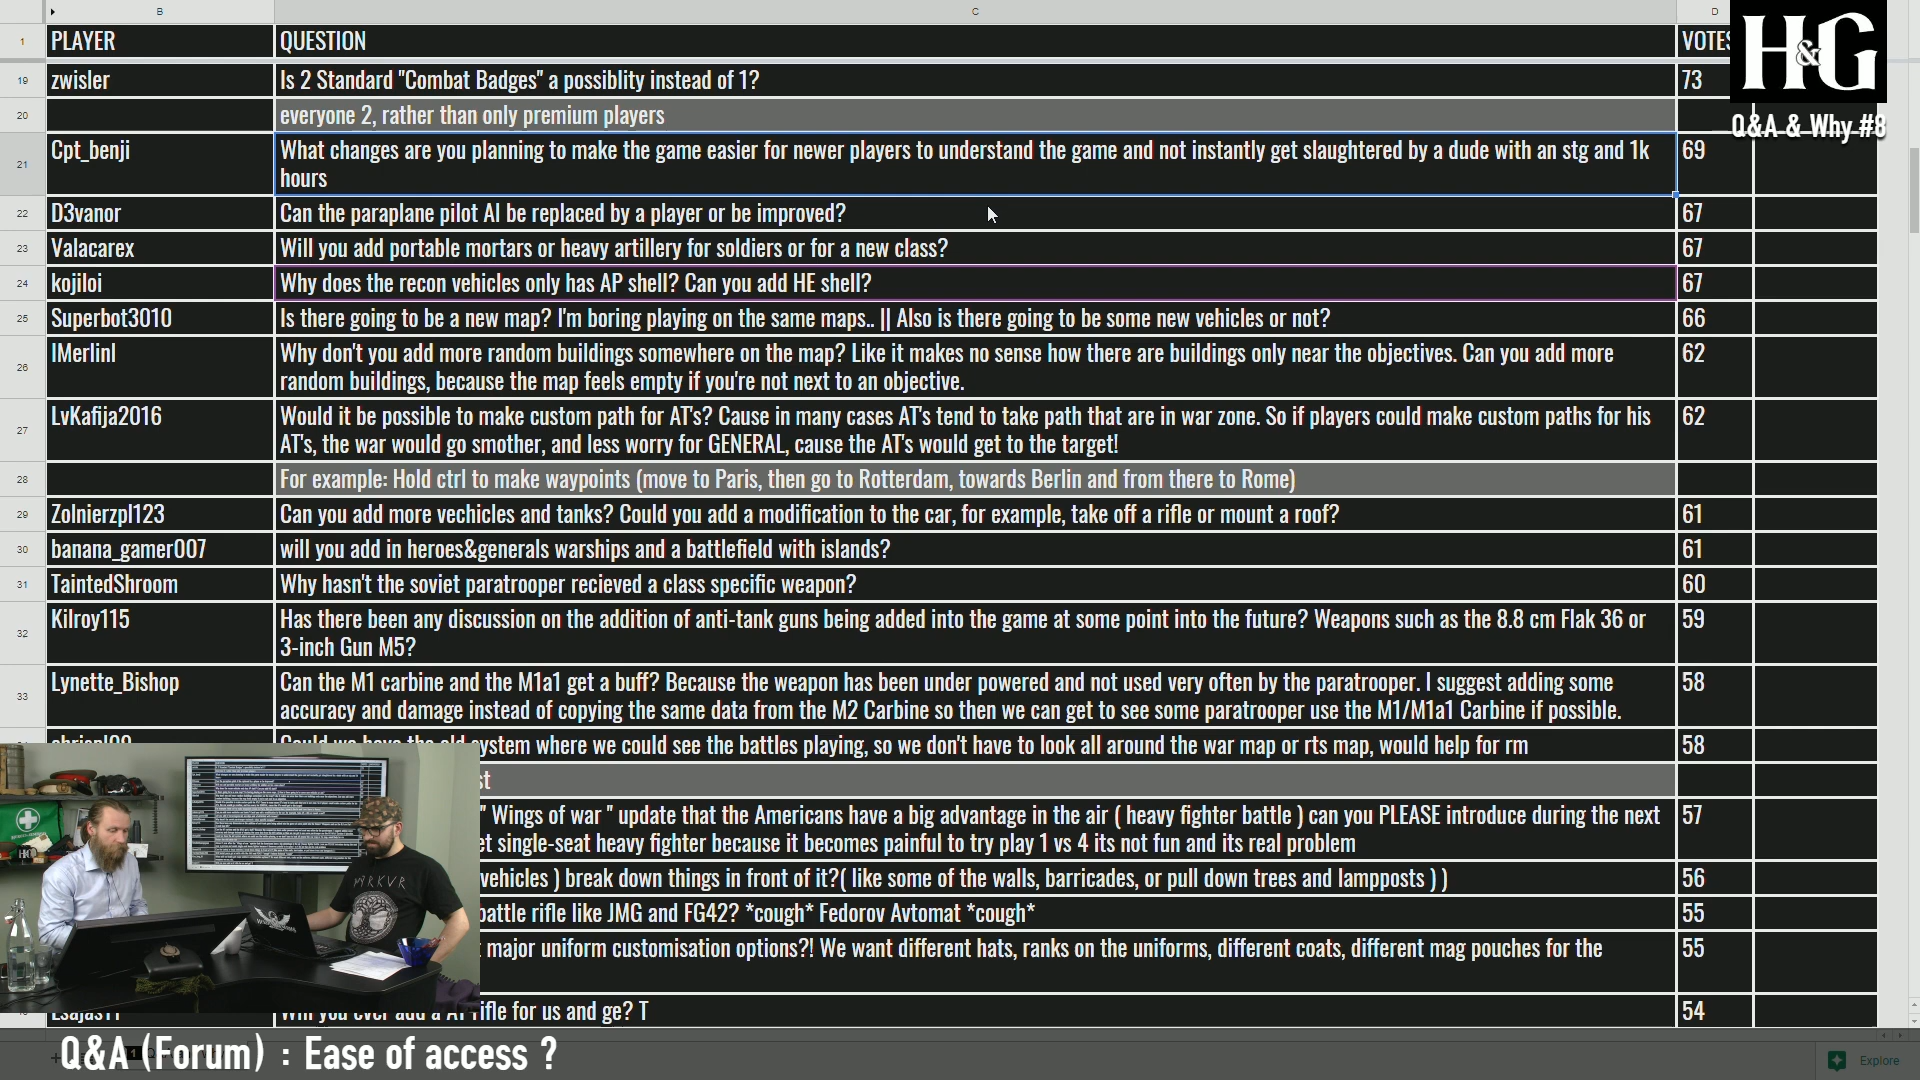 B
C
D
1
PLAYER
QUESTION
VOTES
H&G
19
zwisler
Is 2 Standard "Combat Badges" a possiblity instead of 1?
73
20
everyone 2, rather than only premium players
Q&A & Why #8
21
Cpt_benji
What changes are you planning to make the game easier for newer players to understand the game and not instantly get slaughtered by a dude with an stg and 1k
hours
69
22
D3vanor
Can the paraplane pilot AI be replaced by a player or be improved?
67
23
Valacarex
Will you add portable mortars or heavy artillery for soldiers or for a new class?
67
24
kojiloi
Why does the recon vehicles only has AP shell? Can you add HE shell?
67
25
Superbot3010
Is there going to be a new map? I'm boring playing on the same maps.. || Also is there going to be some new vehicles or not?
66
26
IMerlinI
Why don't you add more random buildings somewhere on the map? Like it makes no sense how there are buildings only near the objectives. Can you add more
random buildings, because the map feels empty if you're not next to an objective.
62
27
LvKafija2016
Would it be possible to make custom path for AT's? Cause in many cases AT's tend to take path that are in war zone. So if players could make custom paths for his
AT's, the war would go smother, and less worry for GENERAL, cause the AT's would get to the target!
62
28
For example: Hold ctrl to make waypoints (move to Paris, then go to Rotterdam, towards Berlin and from there to Rome)
29
Zolnierzpl123
Can you add more vechicles and tanks? Could you add a modification to the car, for example, take off a rifle or mount a roof?
61
30
banana_gamer007
will you add in heroes&generals warships and a battlefield with islands?
61
31
TaintedShroom
Why hasn't the soviet paratrooper recieved a class specific weapon?
60
32
Kilroy115
Has there been any discussion on the addition of anti-tank guns being added into the game at some point into the future? Weapons such as the 8.8 cm Flak 36 or
3-inch Gun M5?
59
33
Lynette_Bishop
Can the M1 carbine and the M1a1 get a buff? Because the weapon has been under powered and not used very often by the paratrooper. I suggest adding some
accuracy and damage instead of copying the same data from the M2 Carbine so then we can get to see some paratrooper use the M1/M1a1 Carbine if possible.
58
Could we have the old system where we could see the battles playing, so we don't have to look all around the war map or rts map, would help for rm
58
st
" Wings of war " update that the Americans have a big advantage in the air ( heavy fighter battle ) can you PLEASE introduce during the next
et single-seat heavy fighter because it becomes painful to try play 1 vs 4 its not fun and its real problem
57
vehicles ) break down things in front of it?( like some of the walls, barricades, or pull down trees and lampposts ) )
56
battle rifle like JMG and FG42? *cough* Fedorov Avtomat *cough*
55
major uniform customisation options?! We want different hats, ranks on the uniforms, different coats, different mag pouches for the
55
Will you ever add a AT rifle for us and ge? T
54
Q&A (Forum) : Ease of access ?
Explore